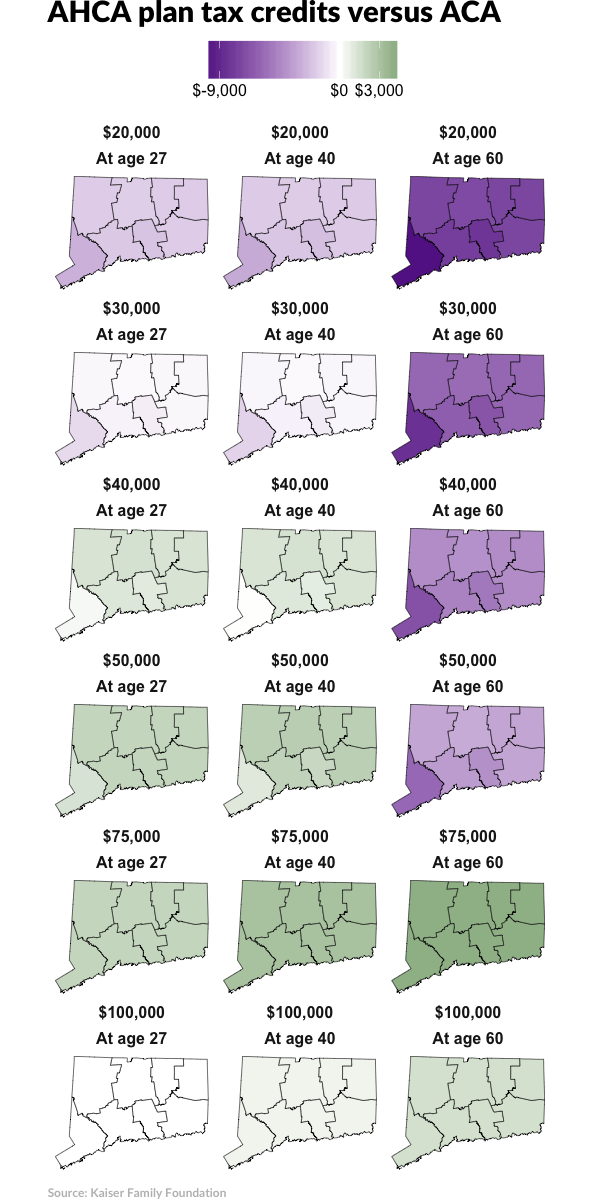 AHCA plan tax credits versus ACA
$-9,000 $0 $3,000
$20,000 $20,000 $20,000
At age 27 At age 40 At age 60
$30,000 $30,000 $30,000
At age 27 At age 40 At age 60
$40,000 $40,000 $40,000
At age 27 At age 40 At age 60
$50,000 $50,000 $50,000
At age 27 At age 40 At age 60
$75,000 $75,000 $75,000
At age 27 At age 40 At age 60
$100,000 $100,000 $100,000
At age 27 At age 40 At age 60
Source: Kaiser Family Foundation